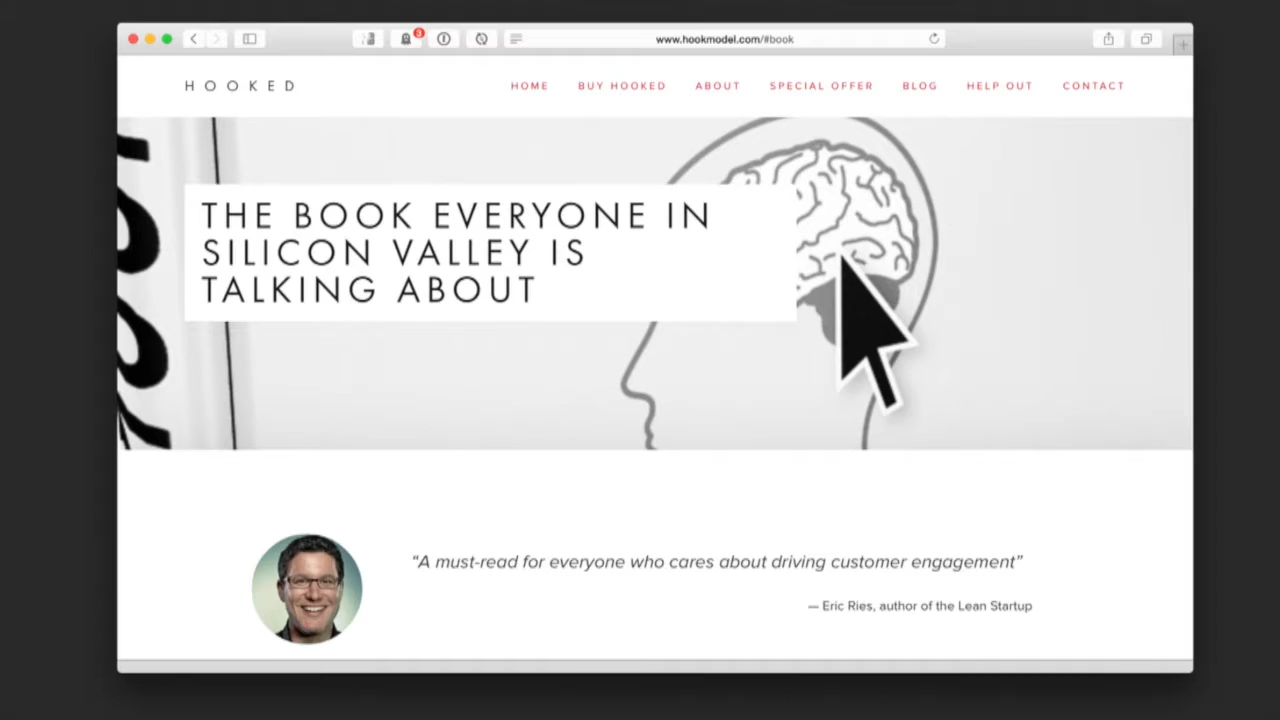 3
www.hookmodel.com/#book
HOOKED
HOME BUY HOOKED ABOUT SPECIAL OFFER BLOG HELP OUT CONTACT
THE BOOK EVERYONE IN
SILICON VALLEY IS
TALKING ABOUT
“A must-read for everyone who cares about driving customer engagement”
— Eric Ries, author of the Lean Startup